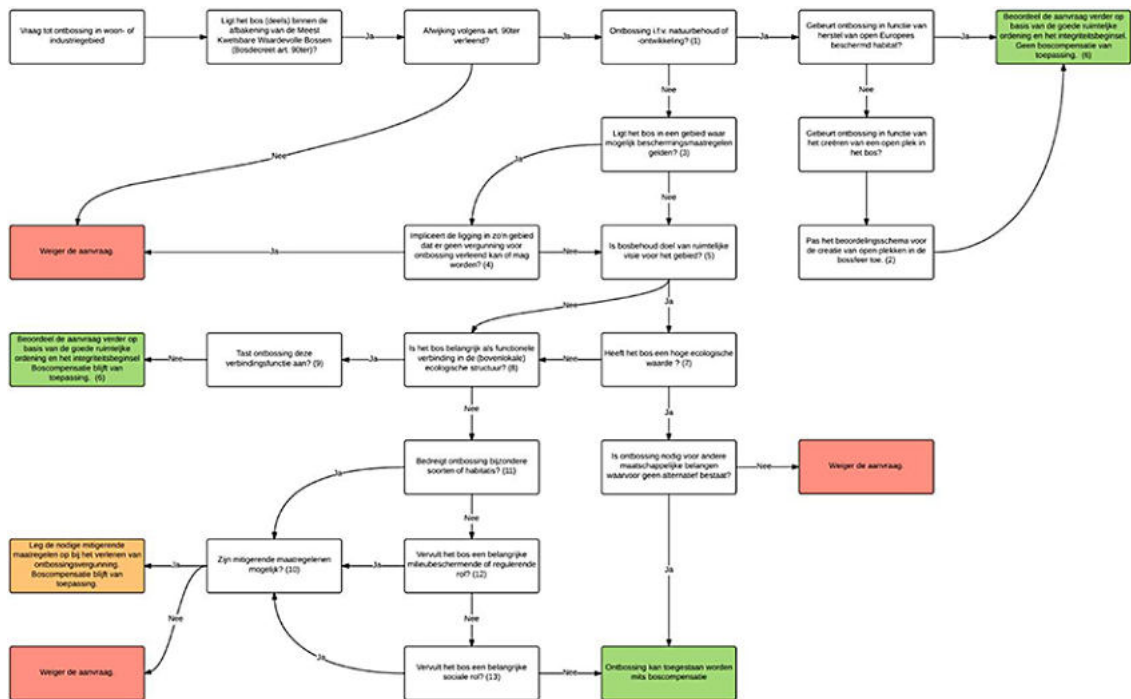 Vraag tot ontbossing in woon- of
industriegebied
Ligt het bos (deels) binnen de
afbakening van de Meest
Kwetsbare Waardevolle Bossen
(Bosdecreet art. 90ter)?
Ja
Afwijking volgens art. 90ter
verleend?
Ja
Ontbossing i.f.v. natuurbehoud of
-ontwikkeling? (1)
Ja
Gebeurt ontbossing in functie van
herstel van open Europees
beschermd habitat?
Ja
Beoordeel de aanvraag verder op
basis van de goede ruimtelijke
ordening en het integriteitsbeginsel.
Geen boscompensatie van
toepassing. (6)
Nee
Nee
Nee
Ligt het bos in een gebied waar
mogelijk beschermingsmaatregelen
gelden? (3)
Gebeurt ontbossing in functie van
het creëren van een open plek in
het bos?
Ja
Nee
Weiger de aanvraag.
Ja
Impliceert de ligging in zo'n gebied
dat er geen vergunning voor
ontbossing verleend kan of mag
worden? (4)
Nee
Is bosbehoud doel van ruimtelijke
visie voor het gebied? (5)
Pas het beoordelingsschema voor
de creatie van open plekken in de
bossfeer toe. (2)
Nee
Ja
Beoordeel de aanvraag verder op
basis van de goede ruimtelijke
ordening en het integriteitsbeginsel
Boscompensatie blijft van
toepassing. (6)
Nee
Tast ontbossing deze
verbindingsfunctie aan? (9)
Ja
Is het bos belangrijk als functionele
verbinding in de (bovenlokale)
ecologische structuur? (8)
Nee
Heeft het bos een hoge ecologische
waarde ? (7)
Nee
Ja
Bedreigt ontbossing bijzondere
soorten of habitats? (11)
Is ontbossing nodig voor andere
maatschappelijke belangen
waarvoor geen alternatief bestaat?
Nee
Weiger de aanvraag.
Ja
Nee
Leg de nodige mitigerende
maatregelen op bij het verlenen van
ontbossingsvergunning.
Boscompensatie blijft van
toepassing.
Ja
Zijn mitigerende maatregelenen
mogelijk? (10)
Ja
Vervult het bos een belangrijke
milieubeschermende of regulerende
rol? (12)
Ja
Nee
Nee
Weiger de aanvraag.
Ja
Vervult het bos een belangrijke
sociale rol? (13)
Nee
Ontbossing kan toegestaan worden
mits boscompensatie